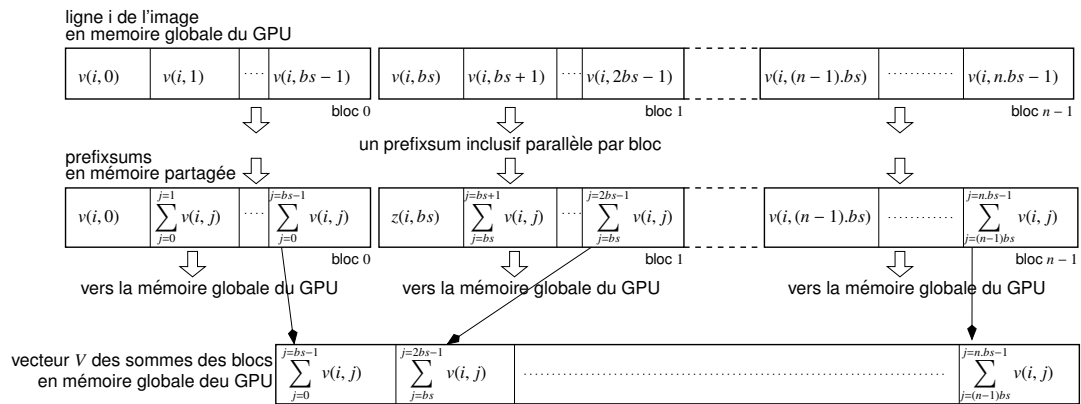 ligne i de l'image
en memoire globale du GPU
v(i, 0) v(i, 1) ···· v(i, bs − 1) v(i, bs) v(i, bs + 1) ···· v(i, 2bs − 1) v(i, (n − 1).bs) ············ v(i, n.bs − 1)
bloc 0 bloc 1 bloc n − 1
un prefixsum inclusif parallèle par bloc
prefixsums
en mémoire partagée
v(i, 0) ∑_{j=0}^{j=1} v(i, j) ···· ∑_{j=0}^{j=bs−1} v(i, j) z(i, bs) ∑_{j=bs}^{j=bs+1} v(i, j) ···· ∑_{j=bs}^{j=2bs−1} v(i, j) v(i, (n − 1).bs) ············ ∑_{j=(n−1)bs}^{j=n.bs−1} v(i, j)
bloc 0 bloc 1 bloc n − 1
vers la mémoire globale du GPU vers la mémoire globale du GPU vers la mémoire globale du GPU
vecteur V des sommes des blocs
en mémoire globale deu GPU
∑_{j=0}^{j=bs−1} v(i, j) ∑_{j=bs}^{j=2bs−1} v(i, j) ············ ∑_{j=(n−1)bs}^{j=n.bs−1} v(i, j)